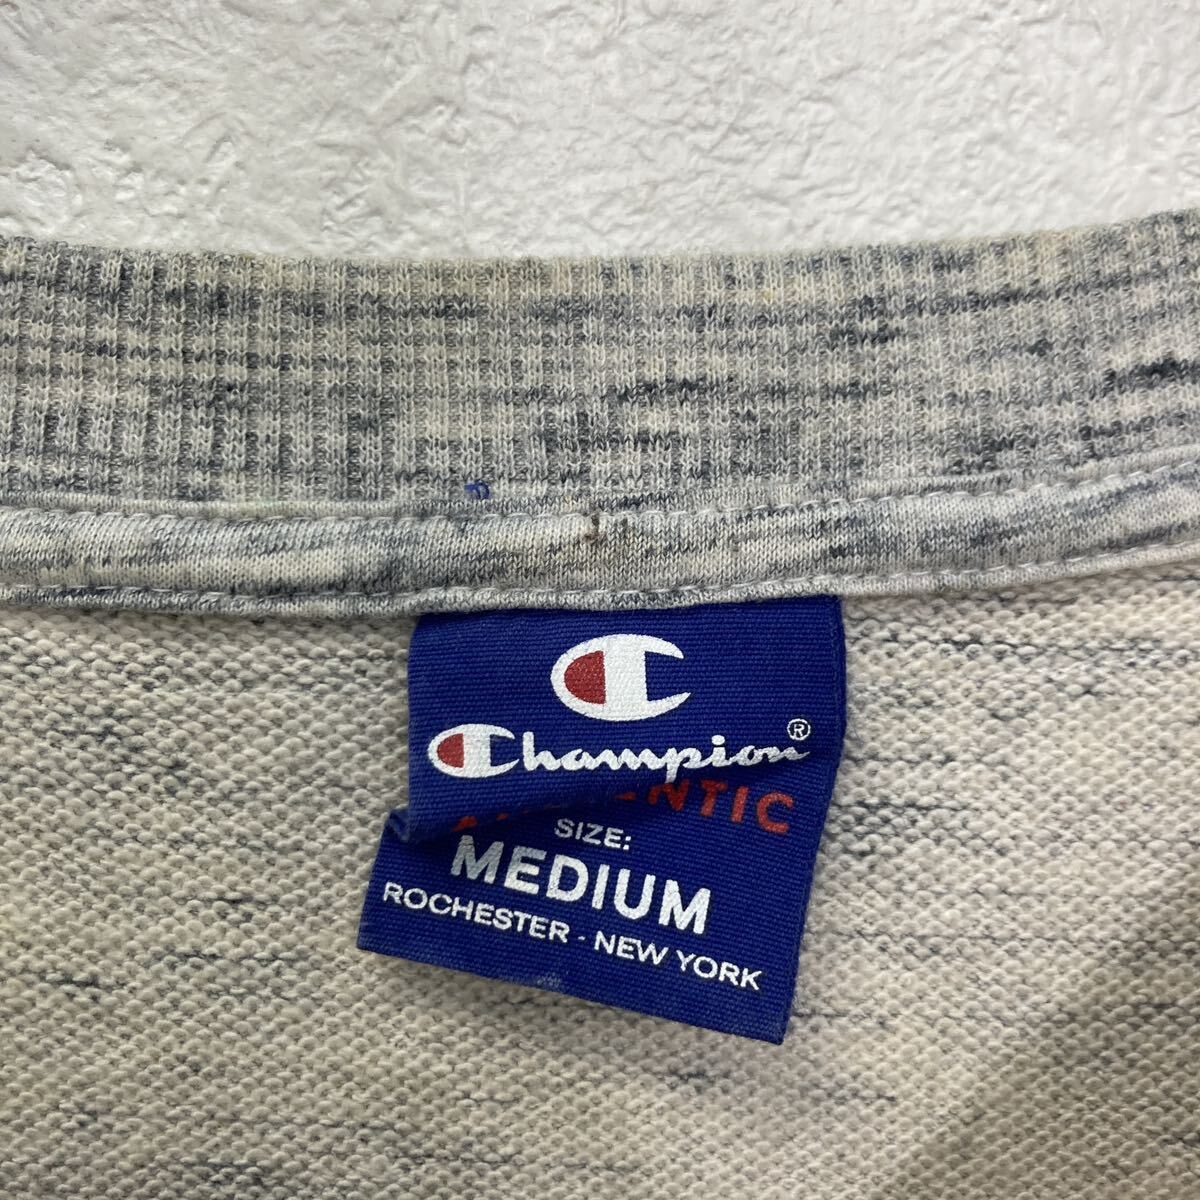 Champion®
SIZE:
MEDIUM
ROCHESTER - NEW YORK